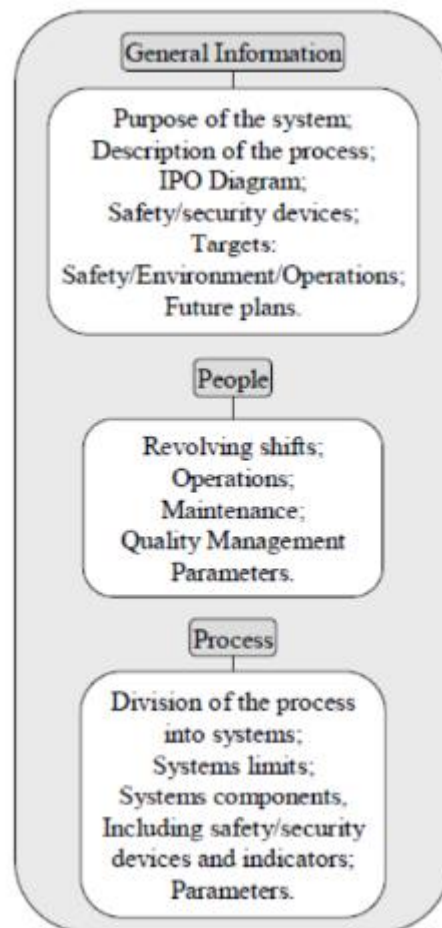 General Information
Purpose of the system;
Description of the process;
IPO Diagram;
Safety/security devices;
Targets:
Safety/Environment/Operations;
Future plans.
People
Revolving shifts;
Operations;
Maintenance;
Quality Management
Parameters.
Process
Division of the process
into systems;
Systems limits;
Systems components,
Including safety/security
devices and indicators;
Parameters.